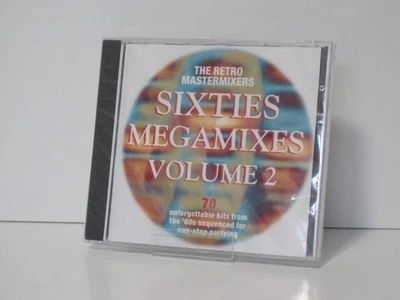 THE RETRO
MASTERMIXERS
SIXTIES
MEGAMIXES
VOLUME 2
70
unforgettable hits from
the '60s sequenced for
non-stop partying